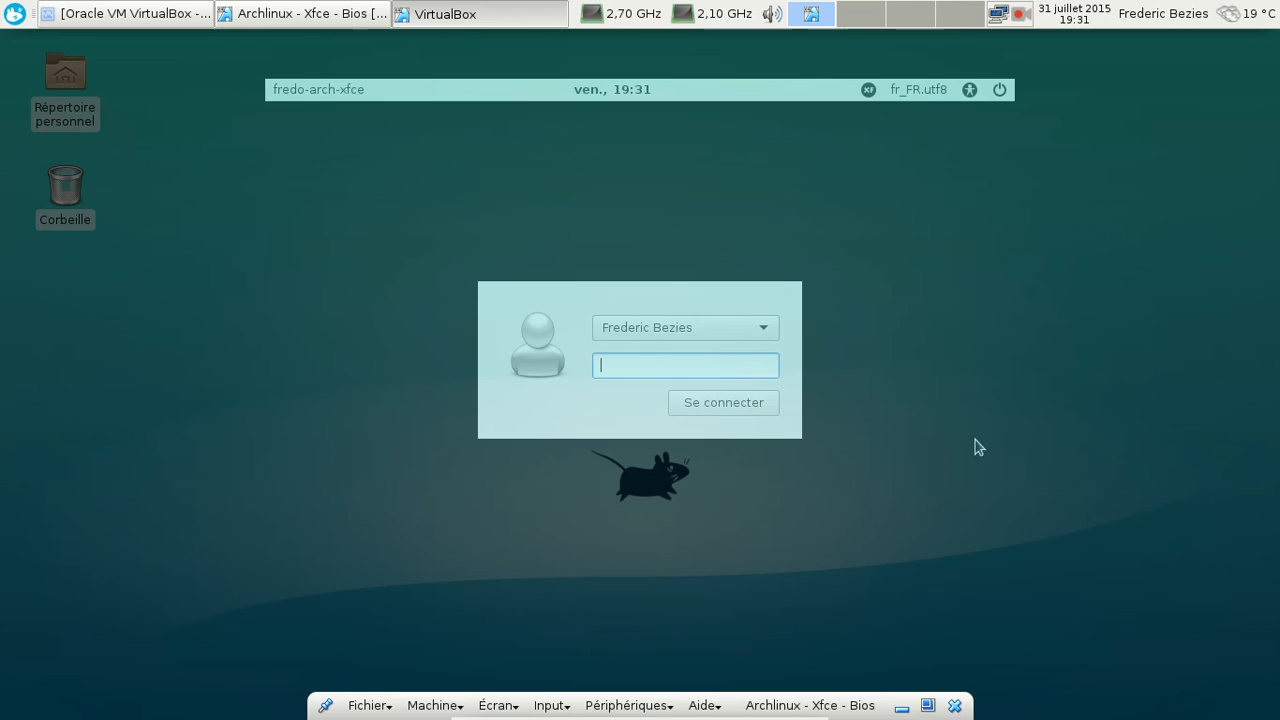 [Oracle VM VirtualBox -... Archlinux - Xfce - Bios [... VirtualBox 2,70 GHz 2,10 GHz 31 juillet 2015 Frederic Bezies 19 °C
19:31
Répertoire
personnel
fredo-arch-xfce ven., 19:31 fr_FR.utf8
Corbeille
Frederic Bezies
Se connecter
Fichier Machine Écran Input Périphériques Aide Archlinux - Xfce - Bios